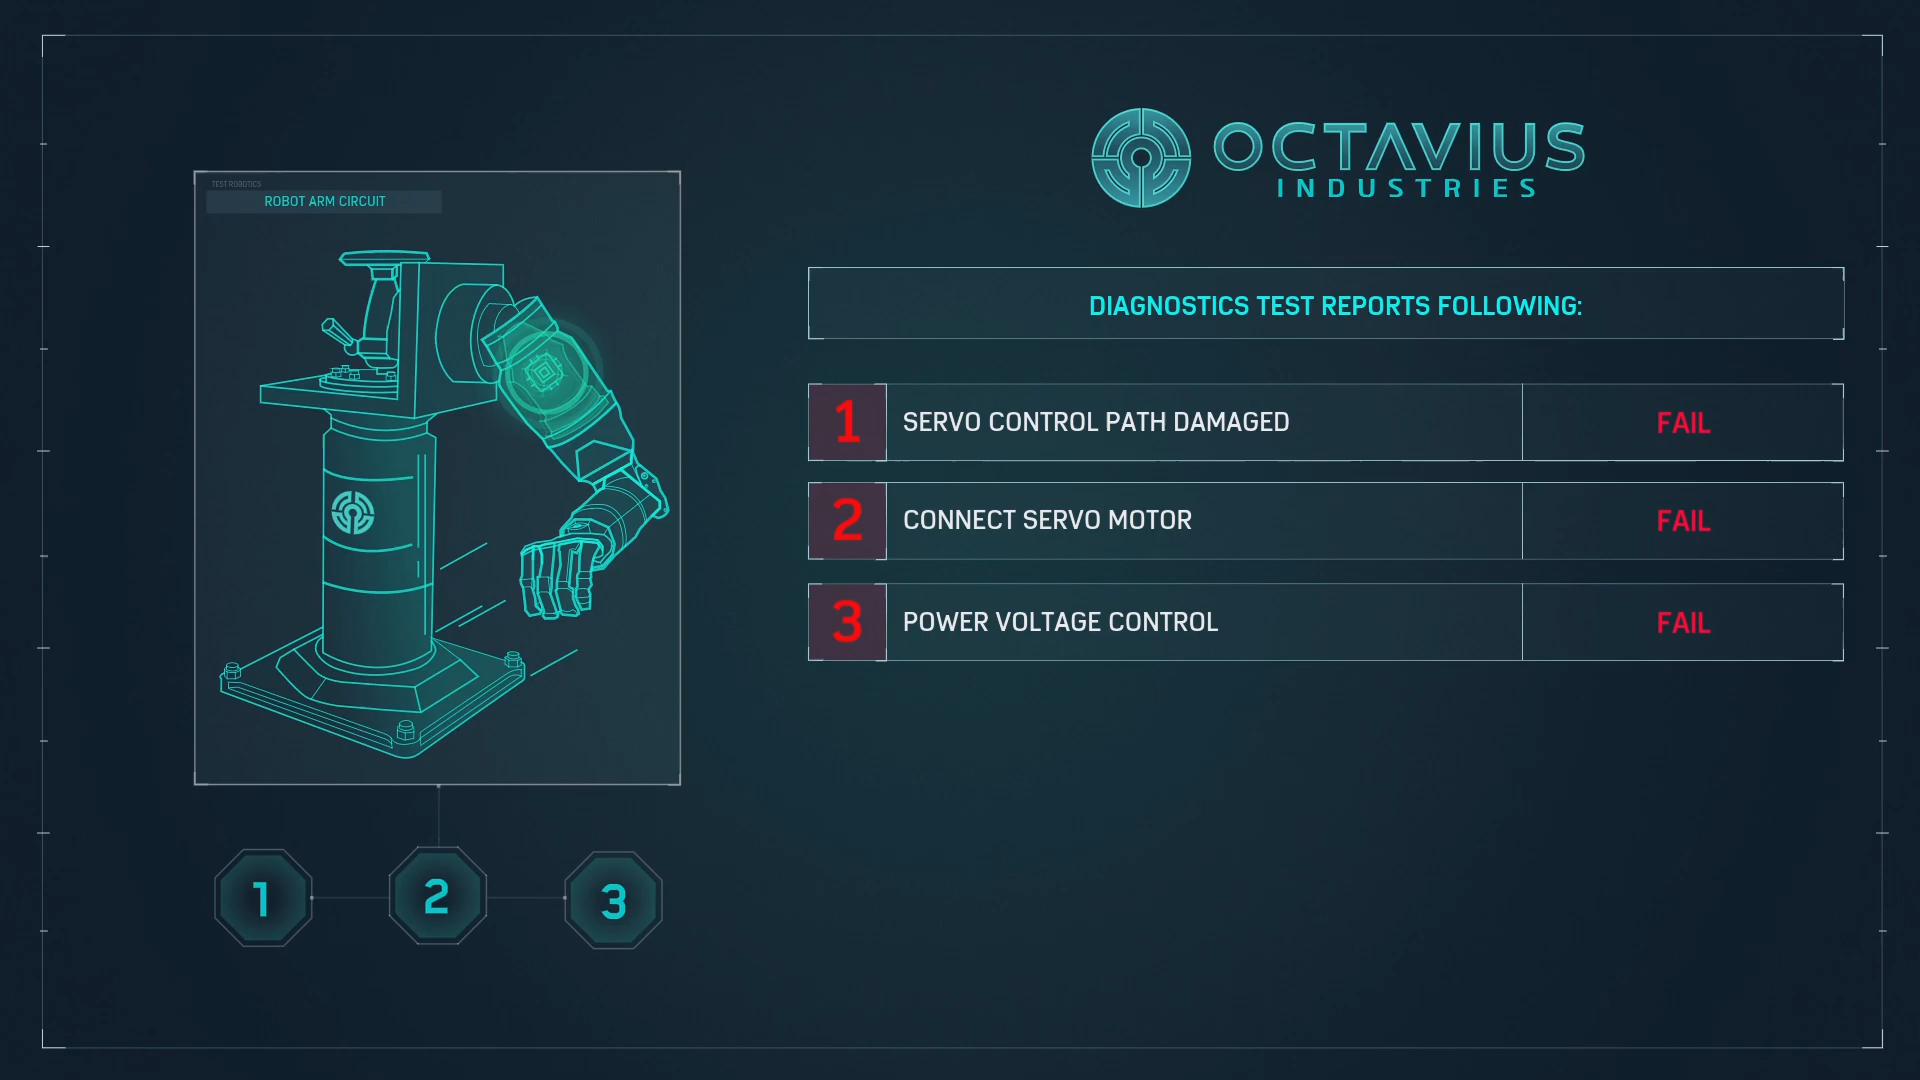 TEST ROBOTICS
ROBOT ARM CIRCUIT
OCTAVIUS
INDUSTRIES
DIAGNOSTICS TEST REPORTS FOLLOWING:
1 SERVO CONTROL PATH DAMAGED FAIL
2 CONNECT SERVO MOTOR FAIL
3 POWER VOLTAGE CONTROL FAIL
1 2 3